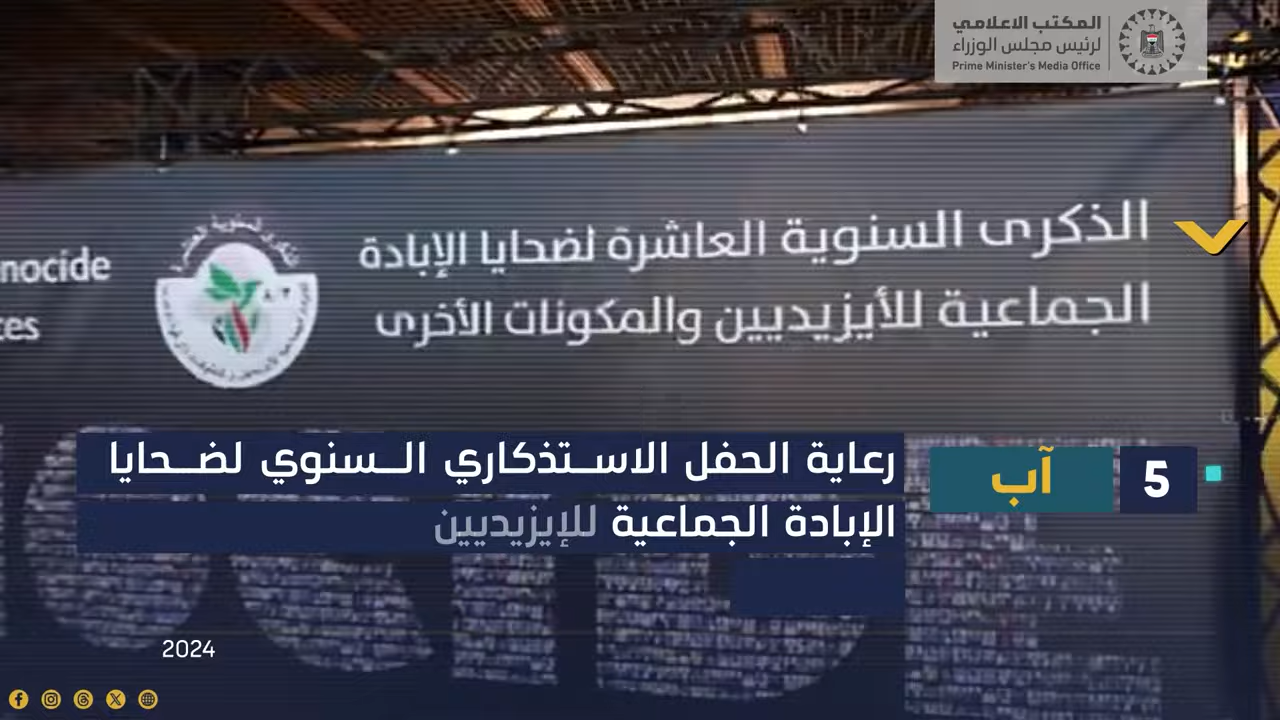 المكتب الاعلامي
لرئيس مجلس الوزراء
Prime Minister's Media Office
الذكرى السنوية العاشرة لضحايا الإبادة
الجماعية للأيزيديين والمكونات الأخرى
nocide
ces
5 آب
رعاية الحفل الاستذكاري السنوي لضحايا
الإبادة الجماعية للإيزيديين
2024